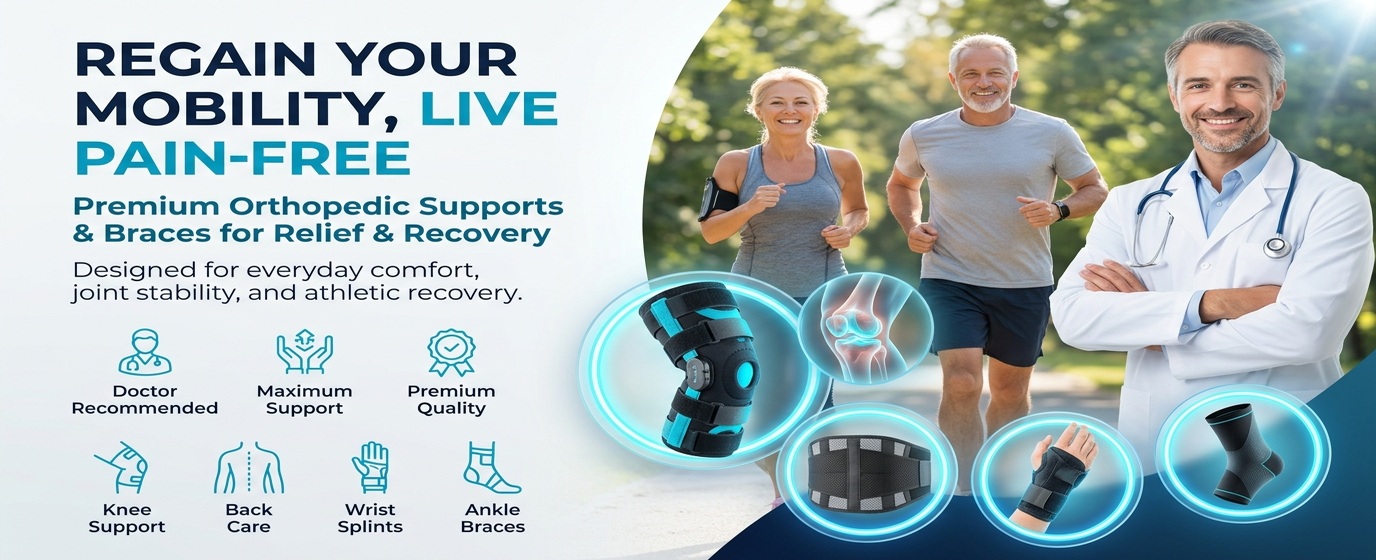 REGAIN YOUR
MOBILITY, LIVE
PAIN-FREE
Premium Orthopedic Supports
& Braces for Relief & Recovery
Designed for everyday comfort,
joint stability, and athletic recovery.
Doctor
Recommended
Maximum
Support
Premium
Quality
Knee
Support
Back
Care
Wrist
Splints
Ankle
Braces